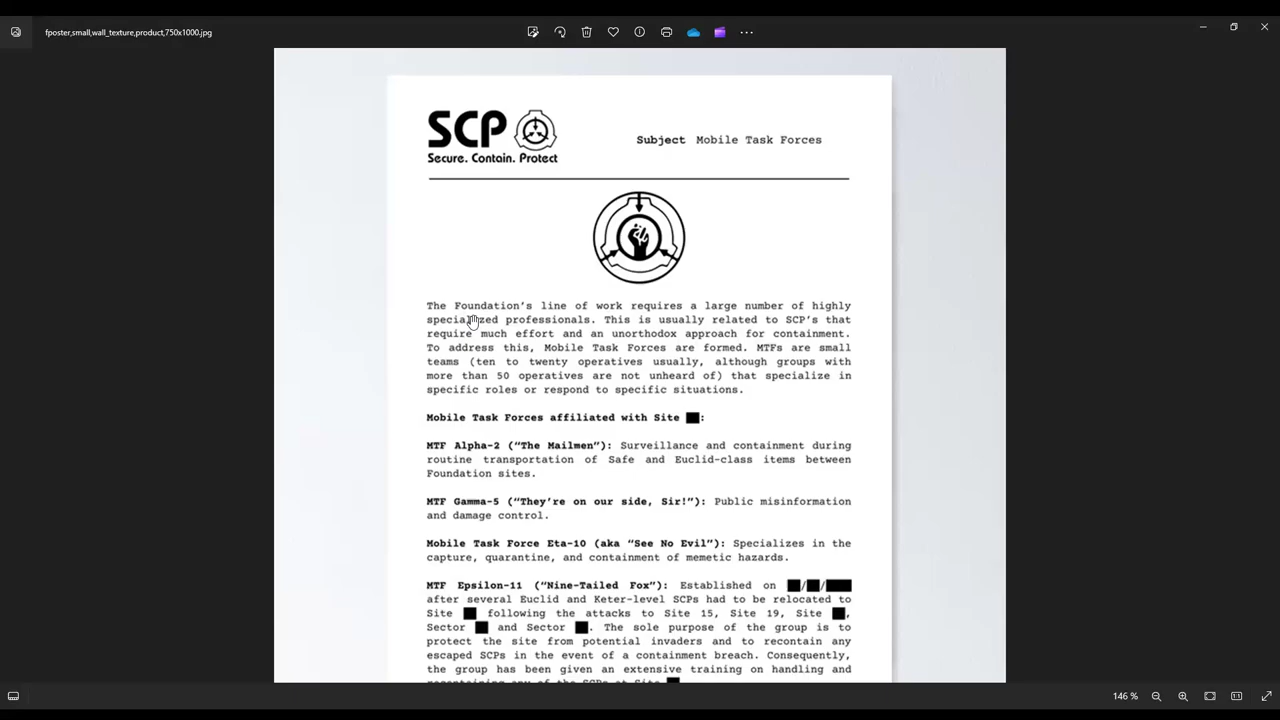 fposter,small,wall_texture,product,750x1000.jpg
SCP
Secure. Contain. Protect
Subject Mobile Task Forces
The Foundation's line of work requires a large number of highly
specialized professionals. This is usually related to SCP's that
require much effort and an unorthodox approach for containment.
To address this, Mobile Task Forces are formed. MTFs are small
teams (ten to twenty operatives usually, although groups with
more than 50 operatives are not unheard of) that specialize in
specific roles or respond to specific situations.
Mobile Task Forces affiliated with Site ██:
MTF Alpha-2 (“The Mailmen”): Surveillance and containment during
routine transportation of Safe and Euclid-class items between
Foundation sites.
MTF Gamma-5 (“They're on our side, Sir!”): Public misinformation
and damage control.
Mobile Task Force Eta-10 (aka “See No Evil”): Specializes in the
capture, quarantine, and containment of memetic hazards.
MTF Epsilon-11 (“Nine-Tailed Fox”): Established on ██/██/████
after several Euclid and Keter-level SCPs had to be relocated to
Site ██ following the attacks to Site 15, Site 19, Site ██,
Sector ██ and Sector ██. The sole purpose of the group is to
protect the site from potential invaders and to recontain any
escaped SCPs in the event of a containment breach. Consequently,
the group has been given an extensive training on handling and
recontaining any of the SCPs at Site ██
146 %